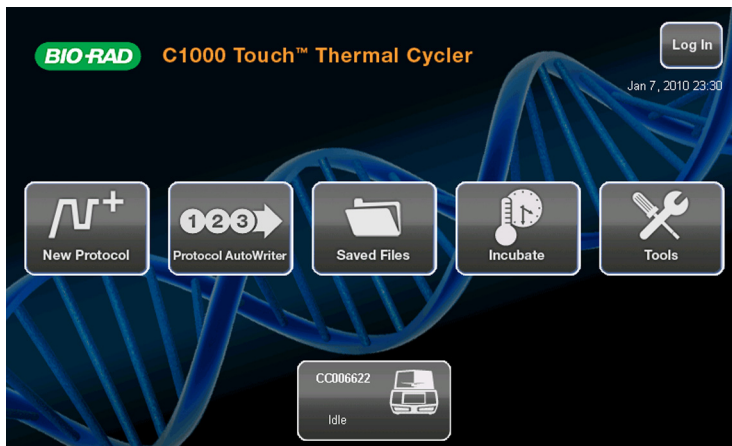 BIO-RAD
C1000 Touch™ Thermal Cycler
Log In
Jan 7, 2010 23:30
New Protocol
123
Protocol AutoWriter
Saved Files
Incubate
Tools
CC006622
Idle